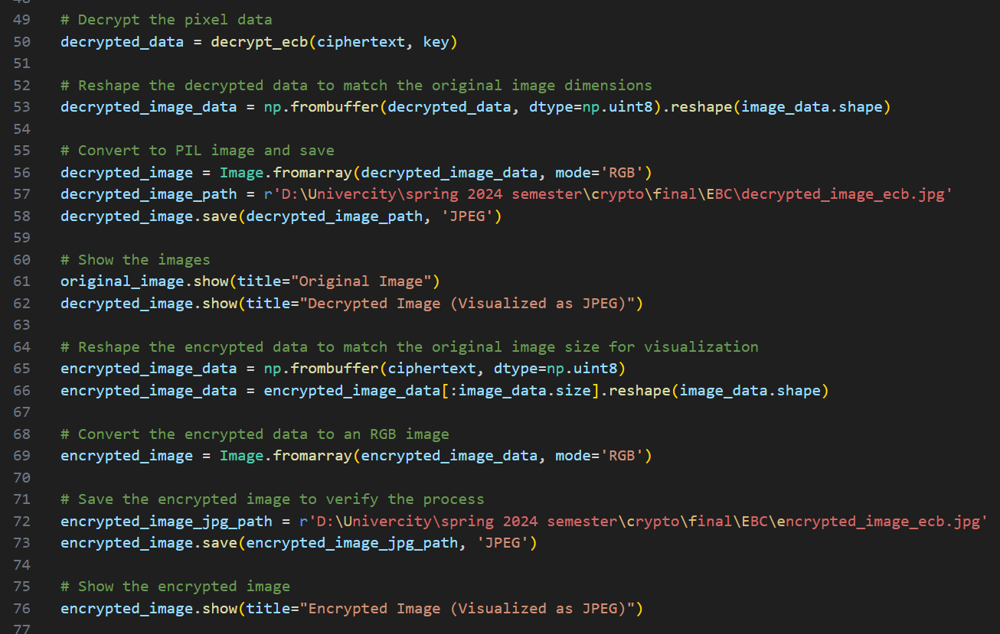 49 # Decrypt the pixel data
50 decrypted_data = decrypt_ecb(ciphertext, key)
51
52 # Reshape the decrypted data to match the original image dimensions
53 decrypted_image_data = np.frombuffer(decrypted_data, dtype=np.uint8).reshape(image_data.shape)
54
55 # Convert to PIL image and save
56 decrypted_image = Image.fromarray(decrypted_image_data, mode='RGB')
57 decrypted_image_path = r'D:\Univercity\spring 2024 semester\crypto\final\EBC\decrypted_image_ecb.jpg'
58 decrypted_image.save(decrypted_image_path, 'JPEG')
59
60 # Show the images
61 original_image.show(title="Original Image")
62 decrypted_image.show(title="Decrypted Image (Visualized as JPEG)")
63
64 # Reshape the encrypted data to match the original image size for visualization
65 encrypted_image_data = np.frombuffer(ciphertext, dtype=np.uint8)
66 encrypted_image_data = encrypted_image_data[:image_data.size].reshape(image_data.shape)
67
68 # Convert the encrypted data to an RGB image
69 encrypted_image = Image.fromarray(encrypted_image_data, mode='RGB')
70
71 # Save the encrypted image to verify the process
72 encrypted_image_jpg_path = r'D:\Univercity\spring 2024 semester\crypto\final\EBC\encrypted_image_ecb.jpg'
73 encrypted_image.save(encrypted_image_jpg_path, 'JPEG')
74
75 # Show the encrypted image
76 encrypted_image.show(title="Encrypted Image (Visualized as JPEG)")
77